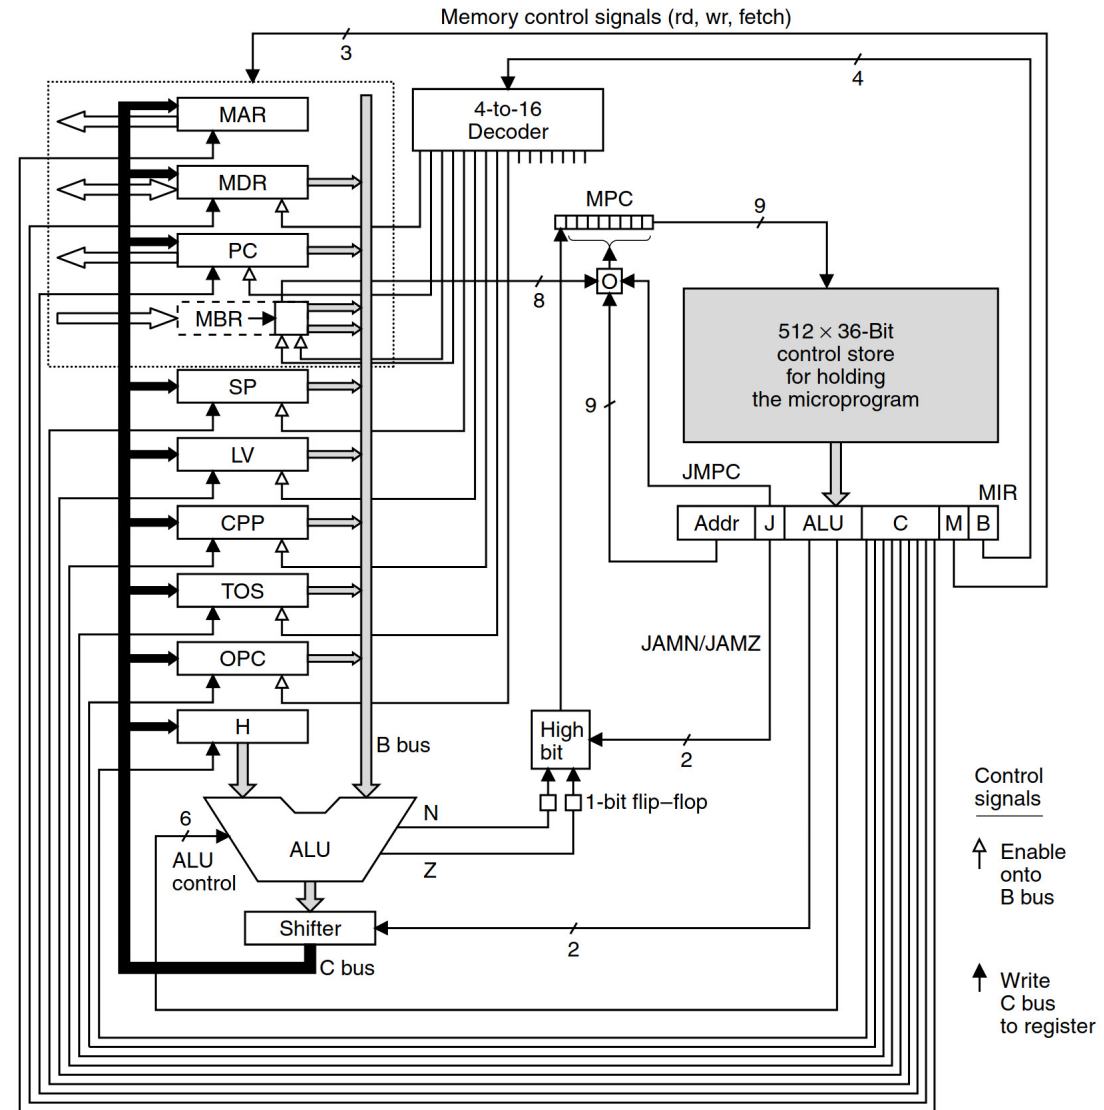 Memory control signals (rd, wr, fetch)
3
4
MAR
4-to-16
Decoder
MDR
MPC
9
PC
O
8
MBR
512 × 36-Bit
control store
for holding
the microprogram
SP
9
LV
JMPC
MIR
CPP
Addr
J
ALU
C
M
B
TOS
JAMN/JAMZ
OPC
H
High
bit
2
B bus
1-bit flip–flop
N
6
ALU
control
ALU
Z
Shifter
2
C bus
Control
signals
Enable
onto
B bus
Write
C bus
to register